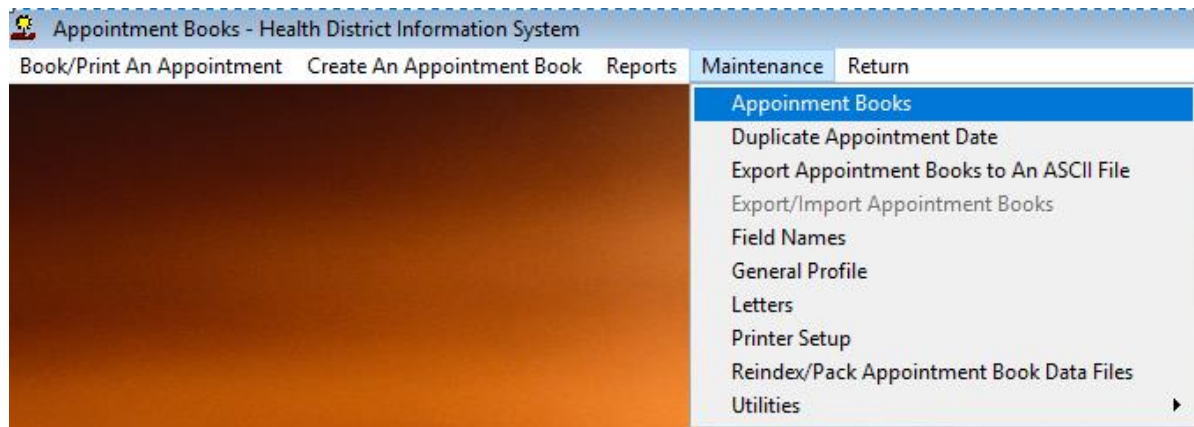 Appointment Books - Health District Information System
Book/Print An Appointment Create An Appointment Book Reports Maintenance Return
Appoinment Books
Duplicate Appointment Date
Export Appointment Books to An ASCII File
Export/Import Appointment Books
Field Names
General Profile
Letters
Printer Setup
Reindex/Pack Appointment Book Data Files
Utilities